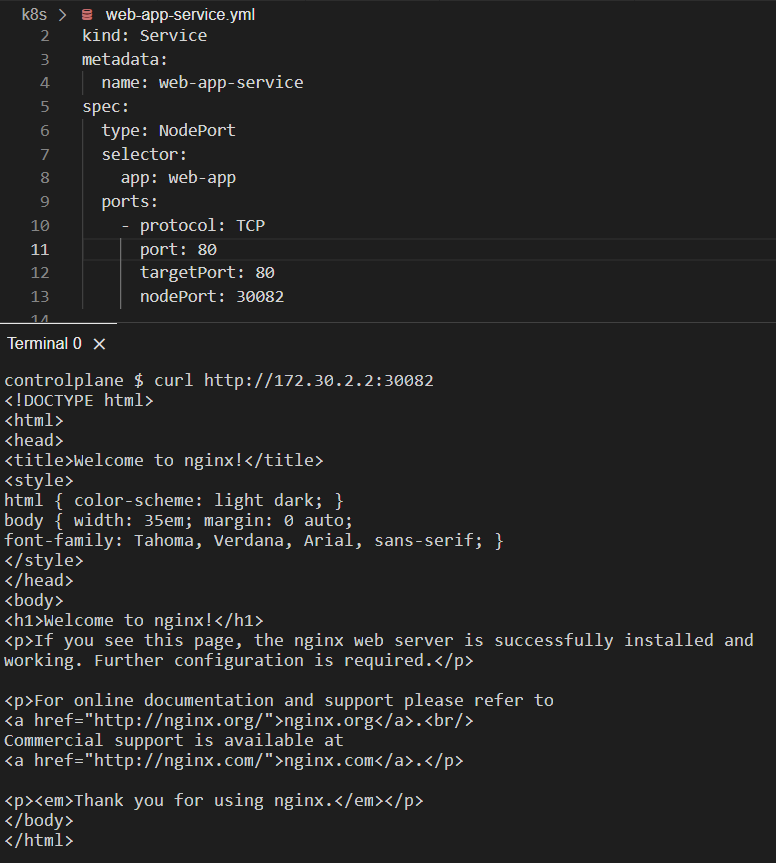 k8s > web-app-service.yml
2 kind: Service
3 metadata:
4 name: web-app-service
5 spec:
6 type: NodePort
7 selector:
8 app: web-app
9 ports:
10 - protocol: TCP
11 port: 80
12 targetPort: 80
13 nodePort: 30082
14
Terminal 0 ×
controlplane $ curl http://172.30.2.2:30082
<!DOCTYPE html>
<html>
<head>
<title>Welcome to nginx!</title>
<style>
html { color-scheme: light dark; }
body { width: 35em; margin: 0 auto;
font-family: Tahoma, Verdana, Arial, sans-serif; }
</style>
</head>
<body>
<h1>Welcome to nginx!</h1>
<p>If you see this page, the nginx web server is successfully installed and
working. Further configuration is required.</p>
<p>For online documentation and support please refer to
<a href="http://nginx.org/">nginx.org</a>.<br/>
Commercial support is available at
<a href="http://nginx.com/">nginx.com</a>.</p>
<p><em>Thank you for using nginx.</em></p>
</body>
</html>